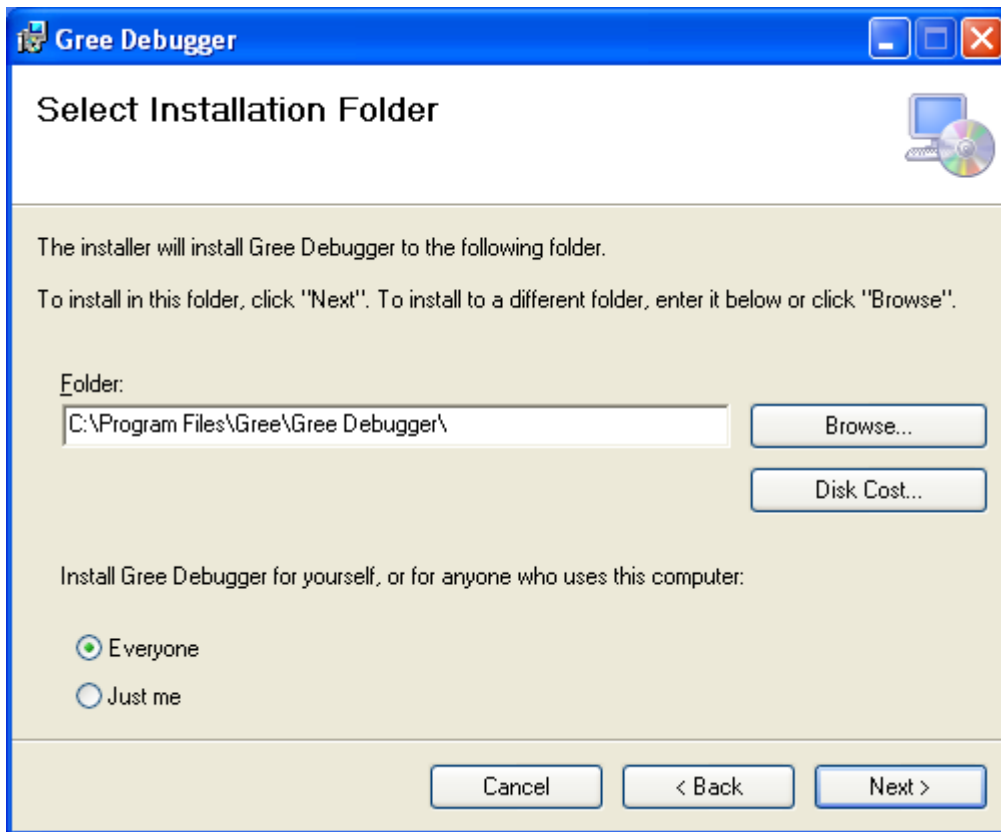 Gree Debugger
Select Installation Folder
The installer will install Gree Debugger to the following folder.
To install in this folder, click "Next". To install to a different folder, enter it below or click "Browse".
Folder:
C:\Program Files\Gree\Gree Debugger\
Browse...
Disk Cost...
Install Gree Debugger for yourself, or for anyone who uses this computer:
Everyone
Just me
Cancel
< Back
Next >